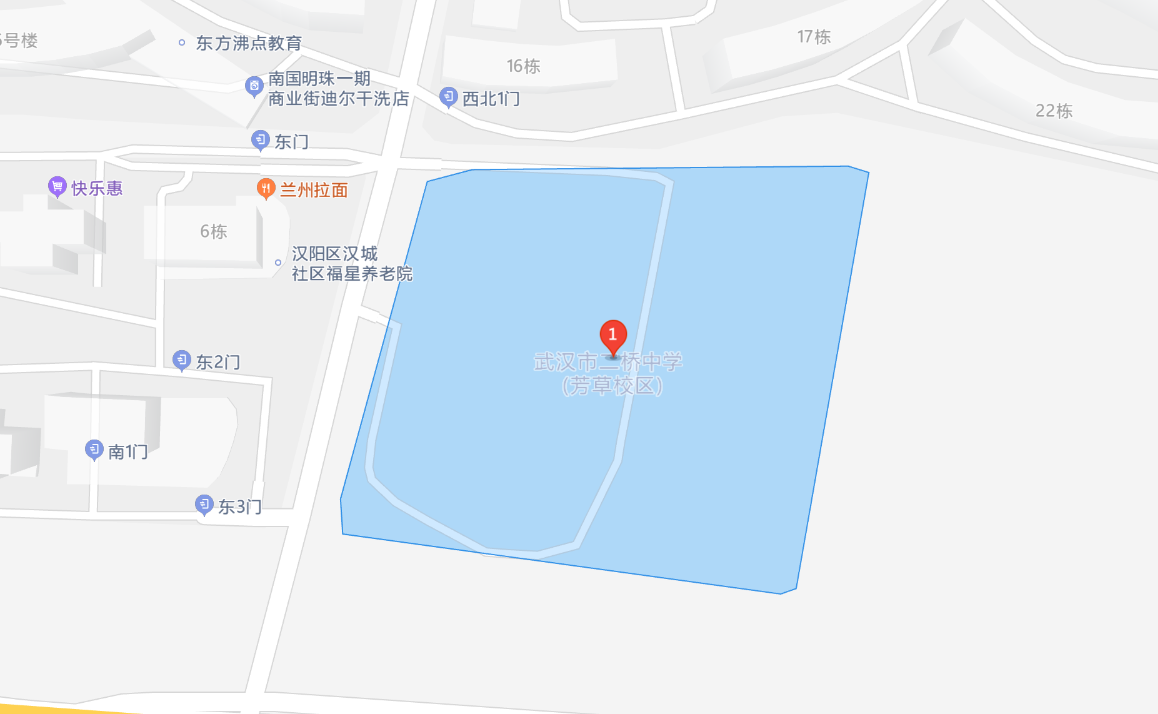 5号楼
东方沸点教育
17栋
16栋
南国明珠一期
商业街迪尔干洗店
西北1门
22栋
东门
快乐惠
兰州拉面
6栋
汉阳区汉城
社区福星养老院
1
武汉市二桥中学
(芳草校区)
东2门
南1门
东3门